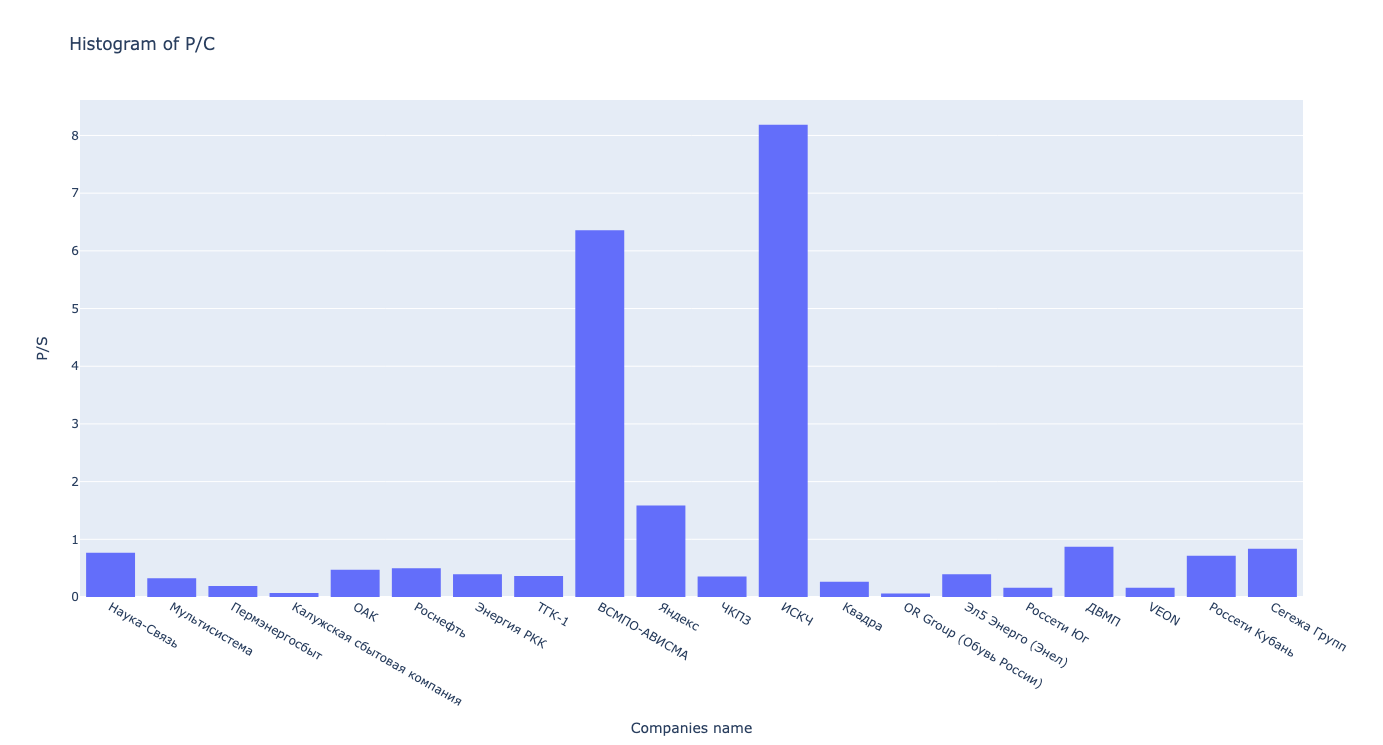 Histogram of P/C
8
7
6
5
4
3
2
1
0
P/S
Наука-Связь
Мультисистема
Пермэнергосбыт
Калужская сбытовая компания
ОАК
Роснефть
Энергия РКК
ТГК-1
ВСМПО-АВИСМА
Яндекс
ЧКПЗ
ИСКЧ
Квадра
OR Group (Обувь России)
Эл5 Энерго (Энел)
Россети Юг
ДВМП
VEON
Россети Кубань
Сегежа Групп
Companies name